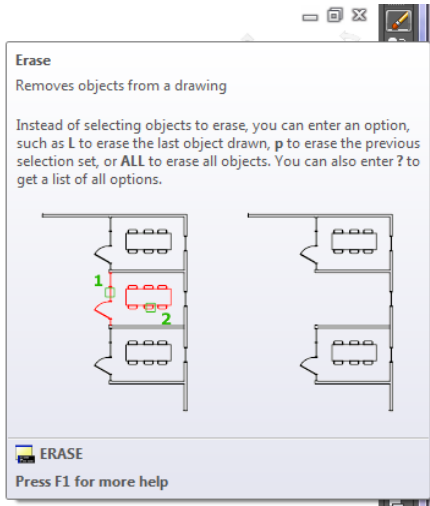 Erase
Removes objects from a drawing
Instead of selecting objects to erase, you can enter an option,
such as L to erase the last object drawn, p to erase the previous
selection set, or ALL to erase all objects. You can also enter ? to
get a list of all options.
1
2
ERASE
Press F1 for more help